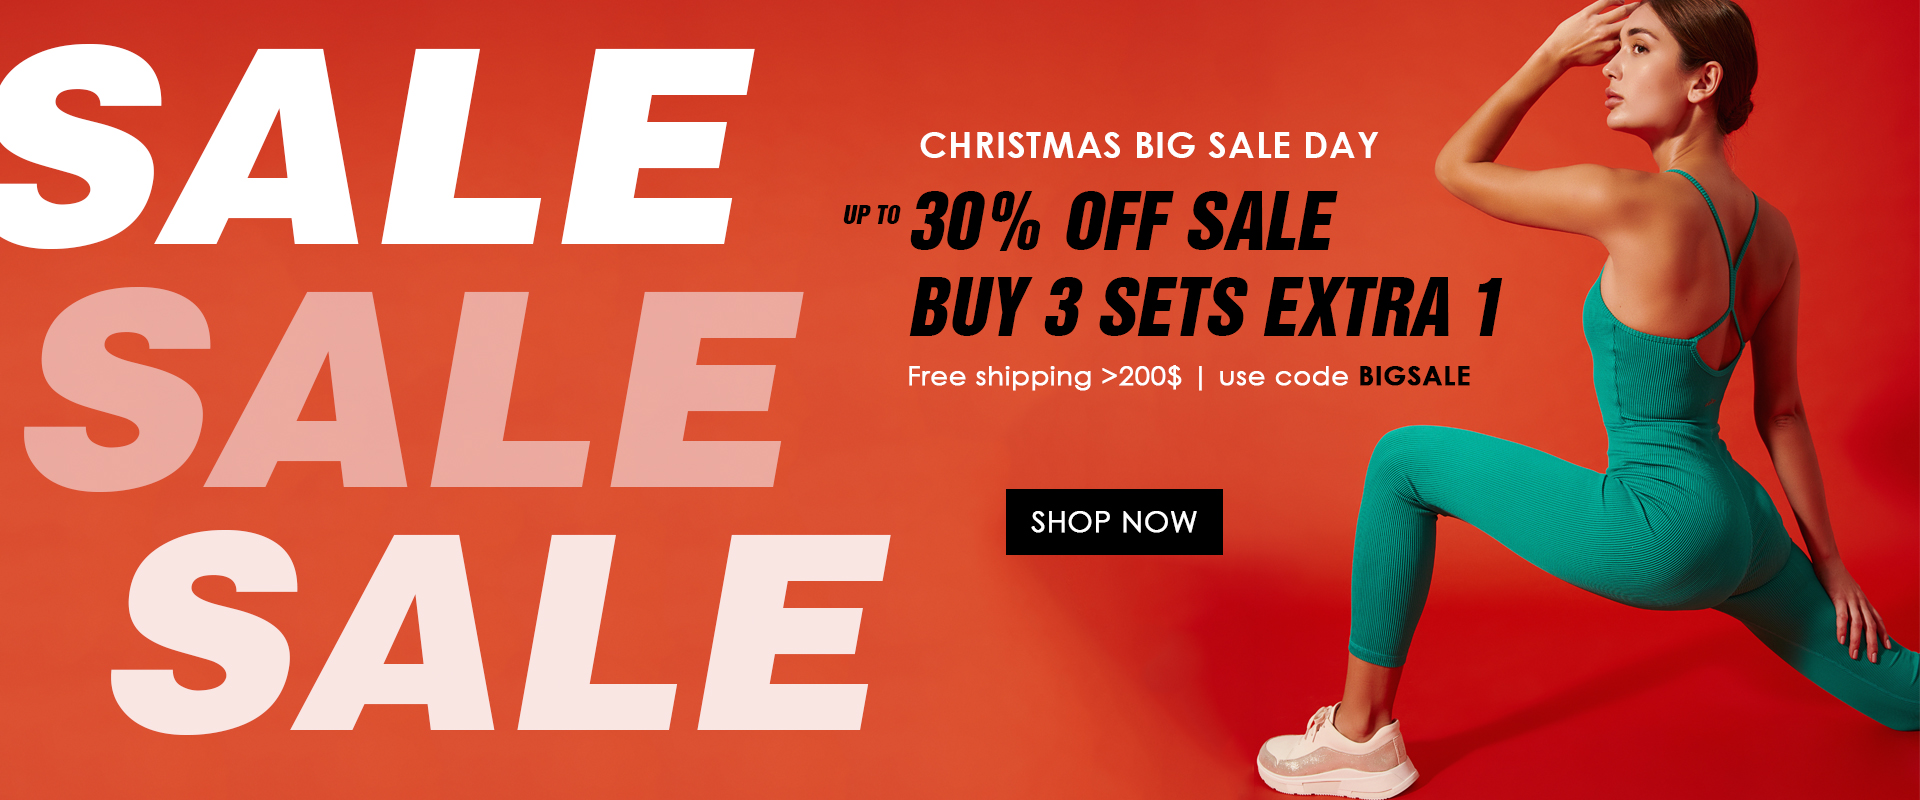 SALE
SALE
SALE
CHRISTMAS BIG SALE DAY
UP TO 30% OFF SALE
BUY 3 SETS EXTRA 1
Free shipping >200$ | use code BIGSALE
SHOP NOW